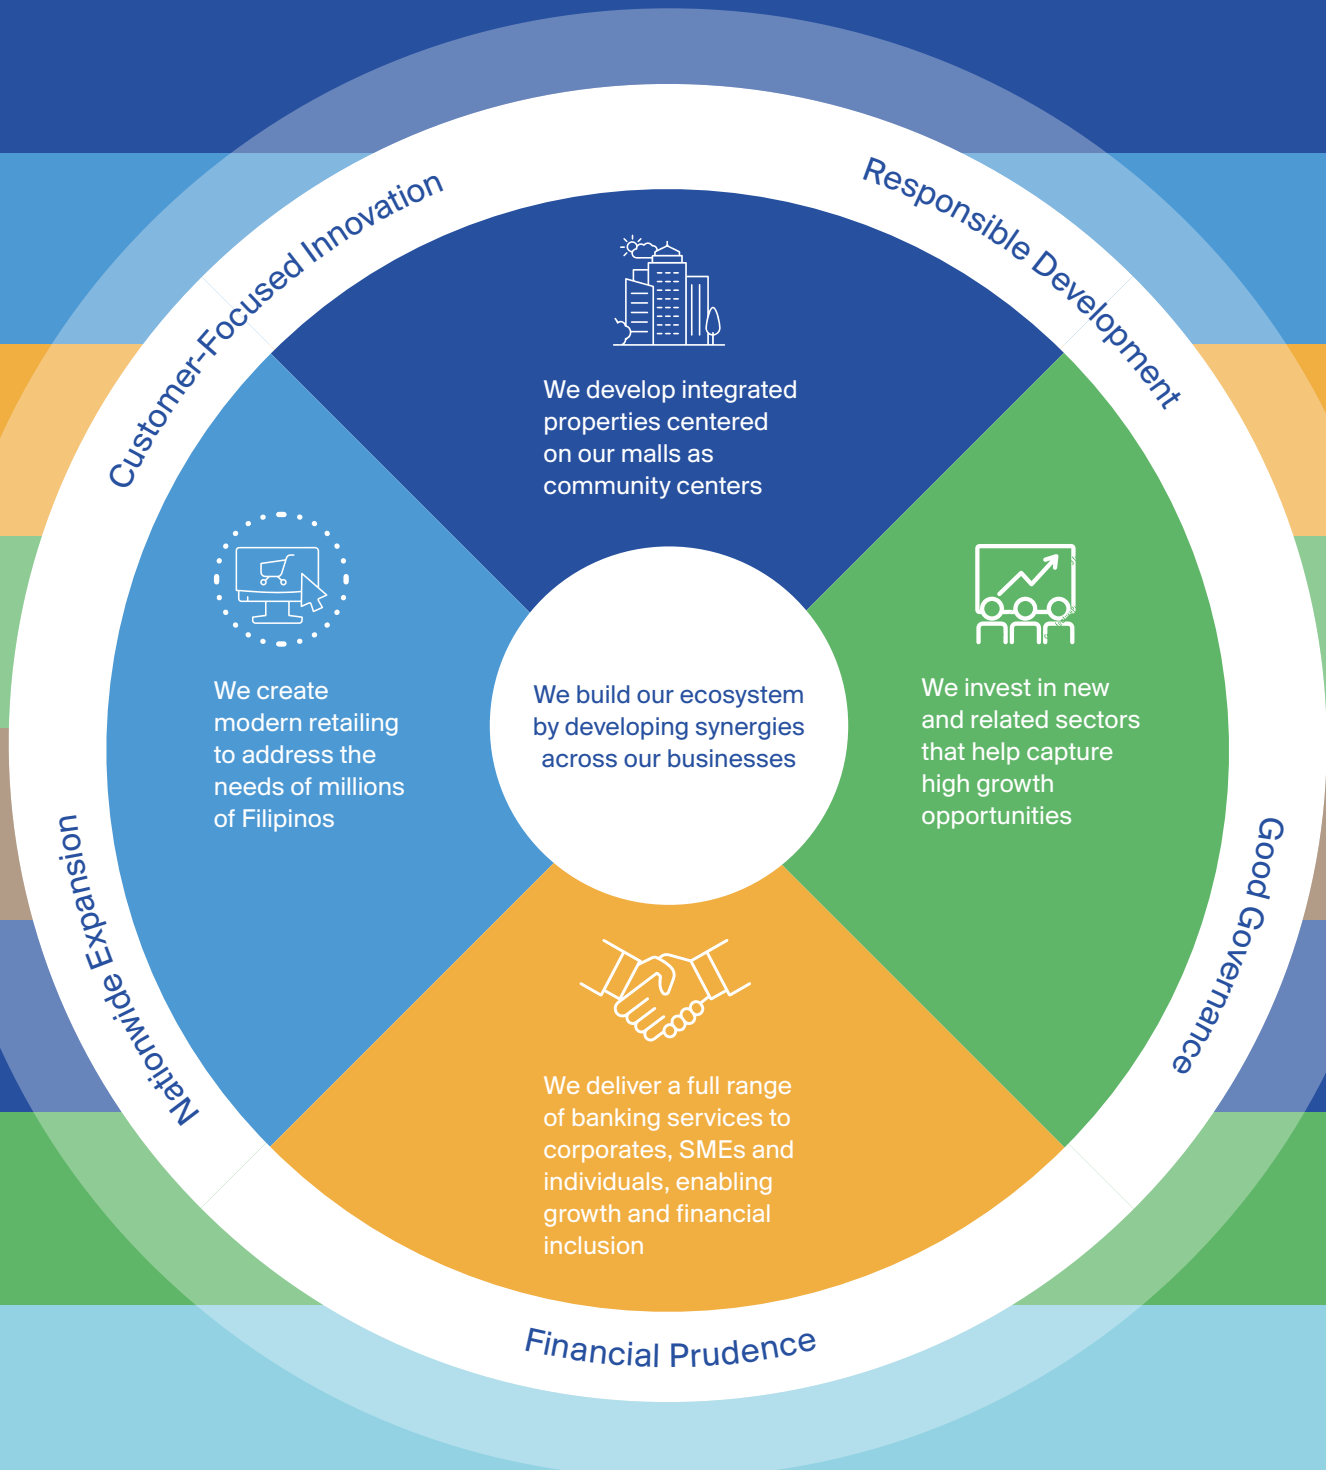 Customer-Focused Innovation
Responsible Development
We develop integrated
properties centered
on our malls as
community centers
We create
modern retailing
to address the
needs of millions
of Filipinos
We build our ecosystem
by developing synergies
across our businesses
We invest in new
and related sectors
that help capture
high growth
opportunities
Nationwide Expansion
Good Governance
We deliver a full range
of banking services to
corporates, SMEs and
individuals, enabling
growth and financial
inclusion
Financial Prudence